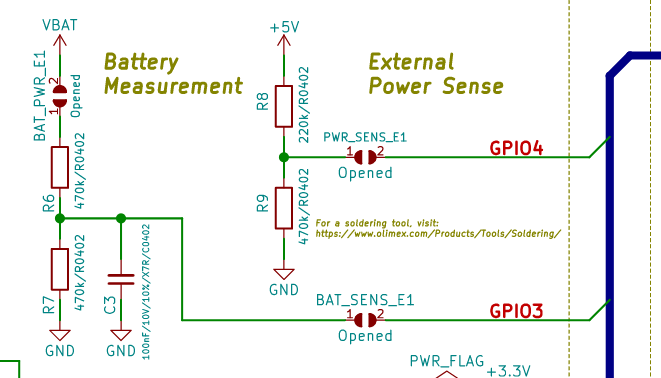 VBAT
Battery
Measurement
BAT_PWR_E1
2
1
Opened
R6
470k/R0402
R7
470k/R0402
C3
100nF/10V/10%/X7R/C0402
GND
GND
+5V
External
Power Sense
R8
220k/R0402
PWR_SENS_E1
1 2
Opened
GPIO4
R9
470k/R0402
For a soldering tool, visit:
https://www.olimex.com/Products/Tools/Soldering/
GND
BAT_SENS_E1
1 2
Opened
GPIO3
PWR_FLAG
+3.3V